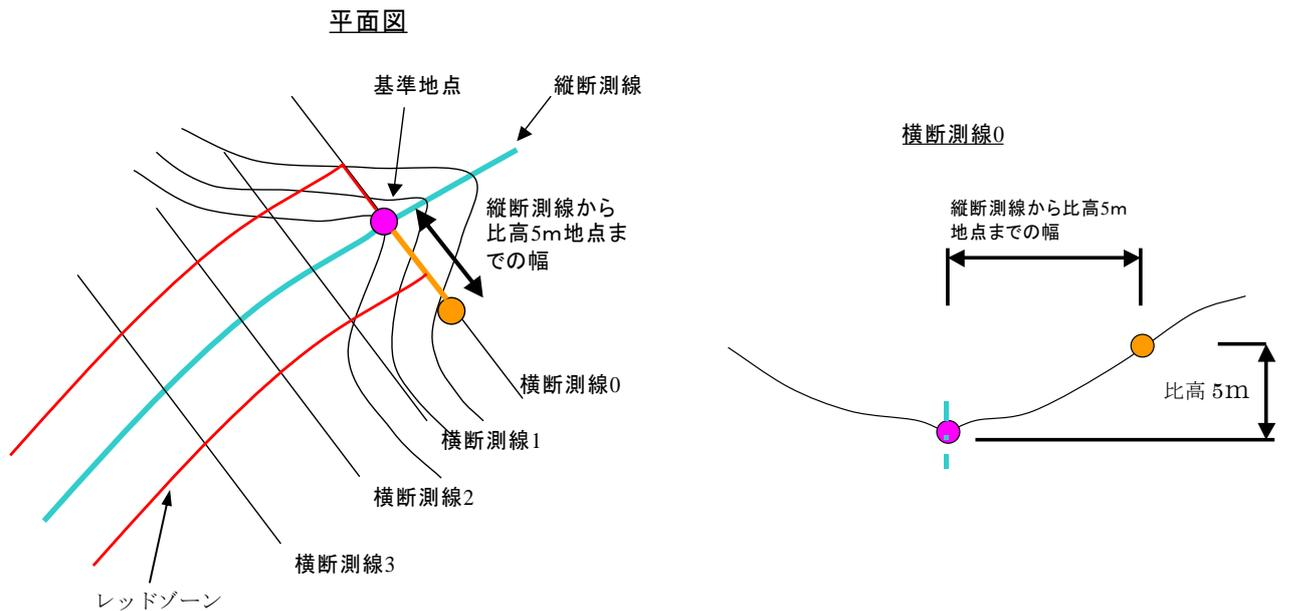 平面図
基準地点
縦断測線
縦断測線から
比高5m地点ま
での幅
横断測線0
横断測線1
横断測線2
横断測線3
レッドゾーン
横断測線0
縦断測線から比高5m
地点までの幅
比高 5m